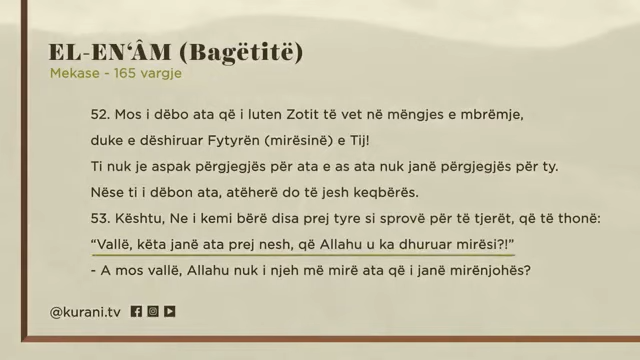 EL-EN‘ÂM (Bagëtitë)
Mekase - 165 vargje
52. Mos i dëbo ata që i luten Zotit të vet në mëngjes e mbrëmje,
duke e dëshiruar Fytyrën (mirësinë) e Tij!
Ti nuk je aspak përgjegjës për ata e as ata nuk janë përgjegjës për ty.
Nëse ti i dëbon ata, atëherë do të jesh keqbërës.
53. Kështu, Ne i kemi bërë disa prej tyre si sprovë për të tjerët, që të thonë:
“Vallë, këta janë ata prej nesh, që Allahu u ka dhuruar mirësi?!”
- A mos vallë, Allahu nuk i njeh më mirë ata që i janë mirënjohës?
@kurani.tv